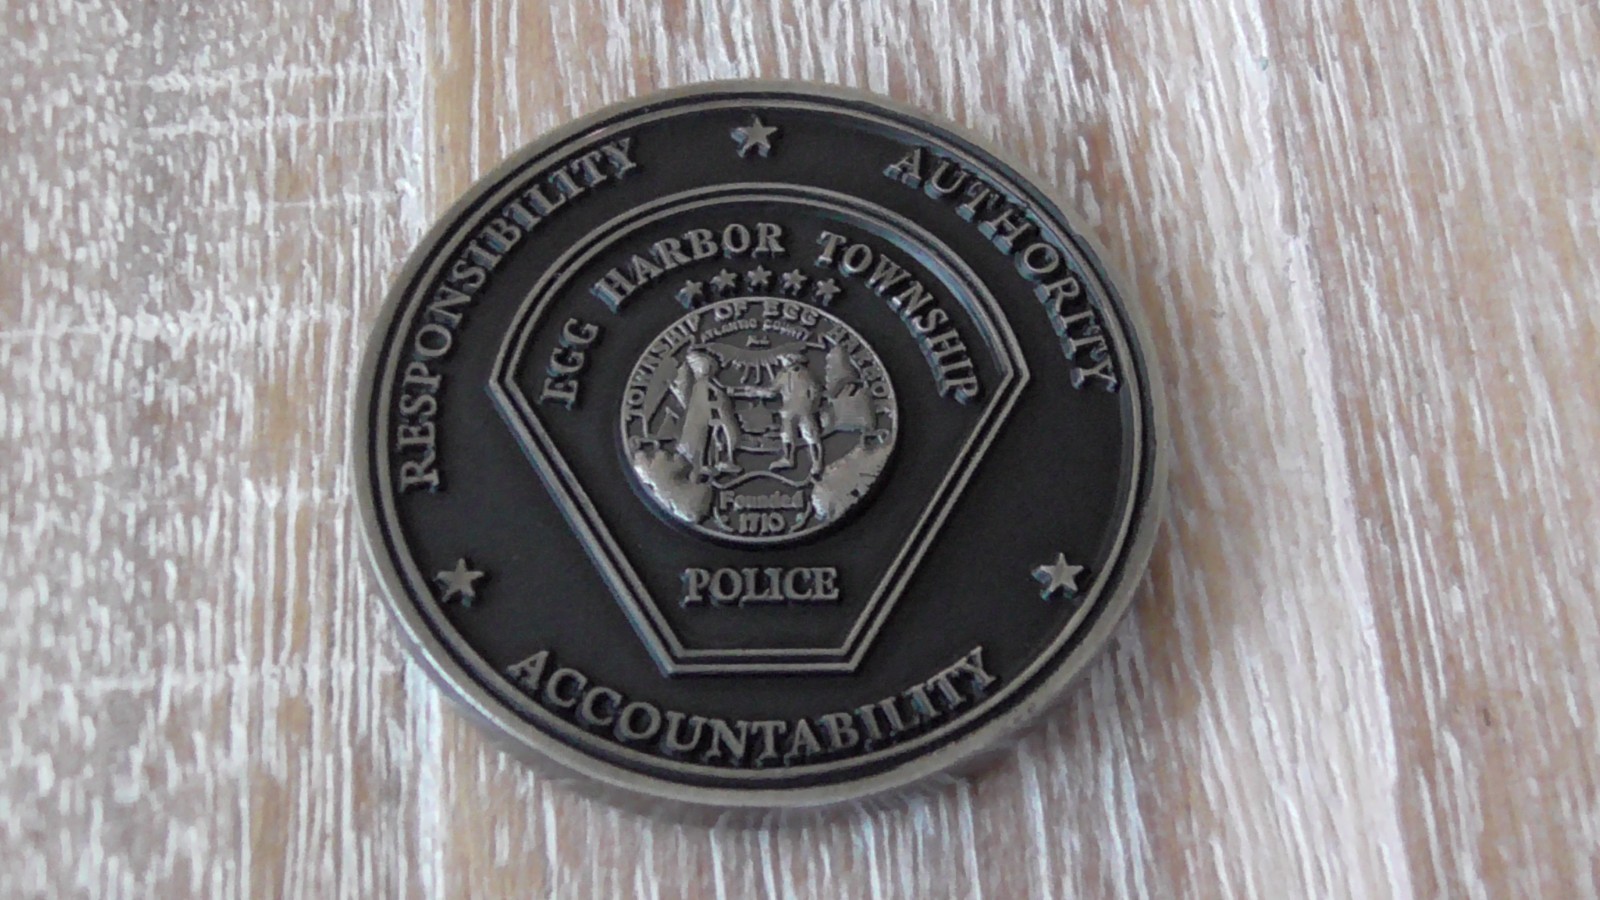 RESPONSIBILITY
AUTHORITY
EGG HARBOR TOWNSHIP
TOWNSHIP OF EGG HARBOR
ATLANTIC COUNTY
N.J.
Founded
1710
POLICE
ACCOUNTABILITY